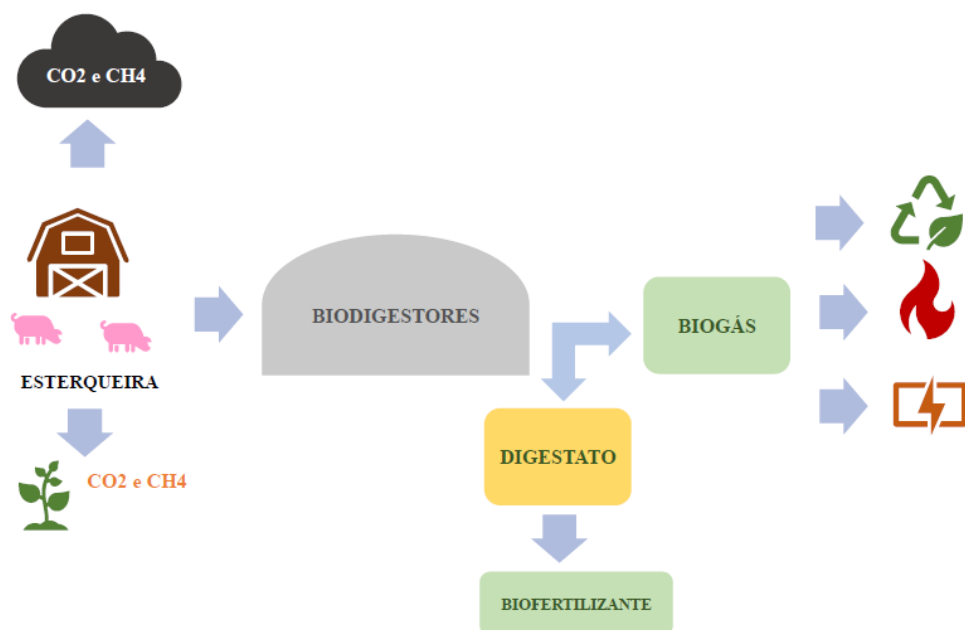 CO2 e CH4
ESTERQUEIRA
CO2 e CH4
BIODIGESTORES
BIOGÁS
DIGESTATO
BIOFERTILIZANTE